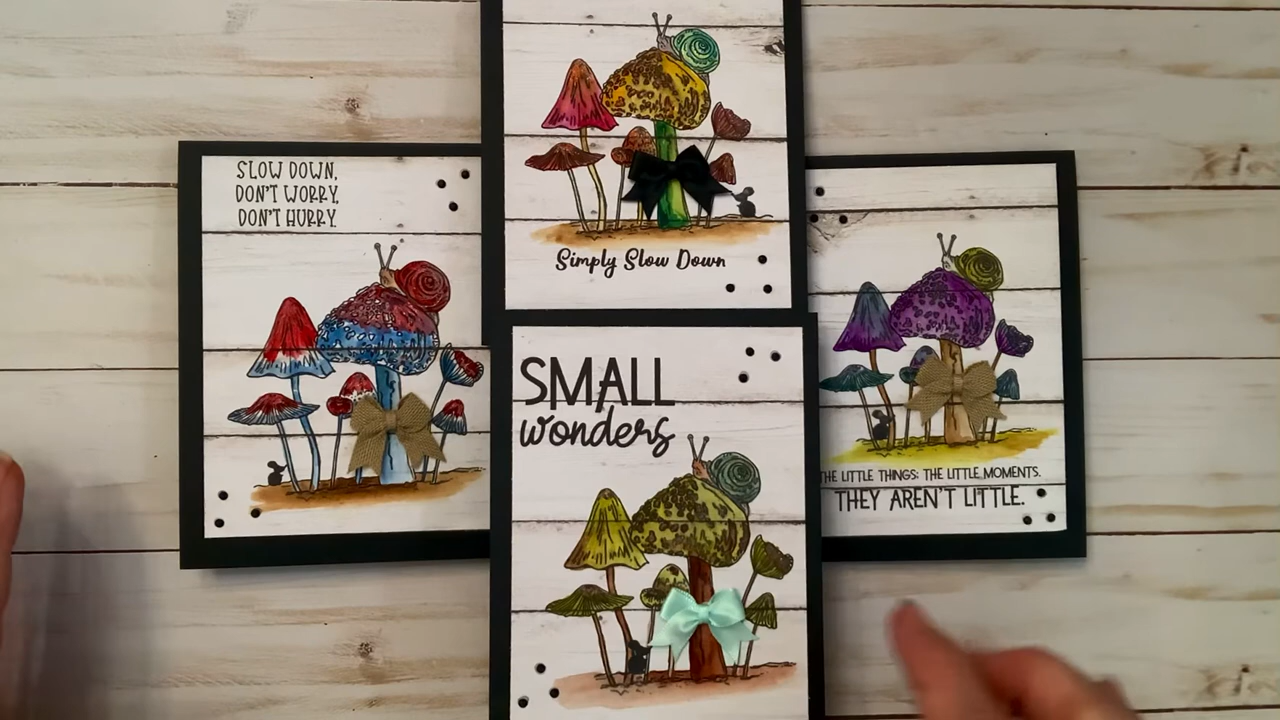 SLOW DOWN,
DON'T WORRY,
DON'T HURRY.
Simply Slow Down
SMALL
wonders
THE LITTLE THINGS; THE LITTLE MOMENTS.
THEY AREN'T LITTLE.